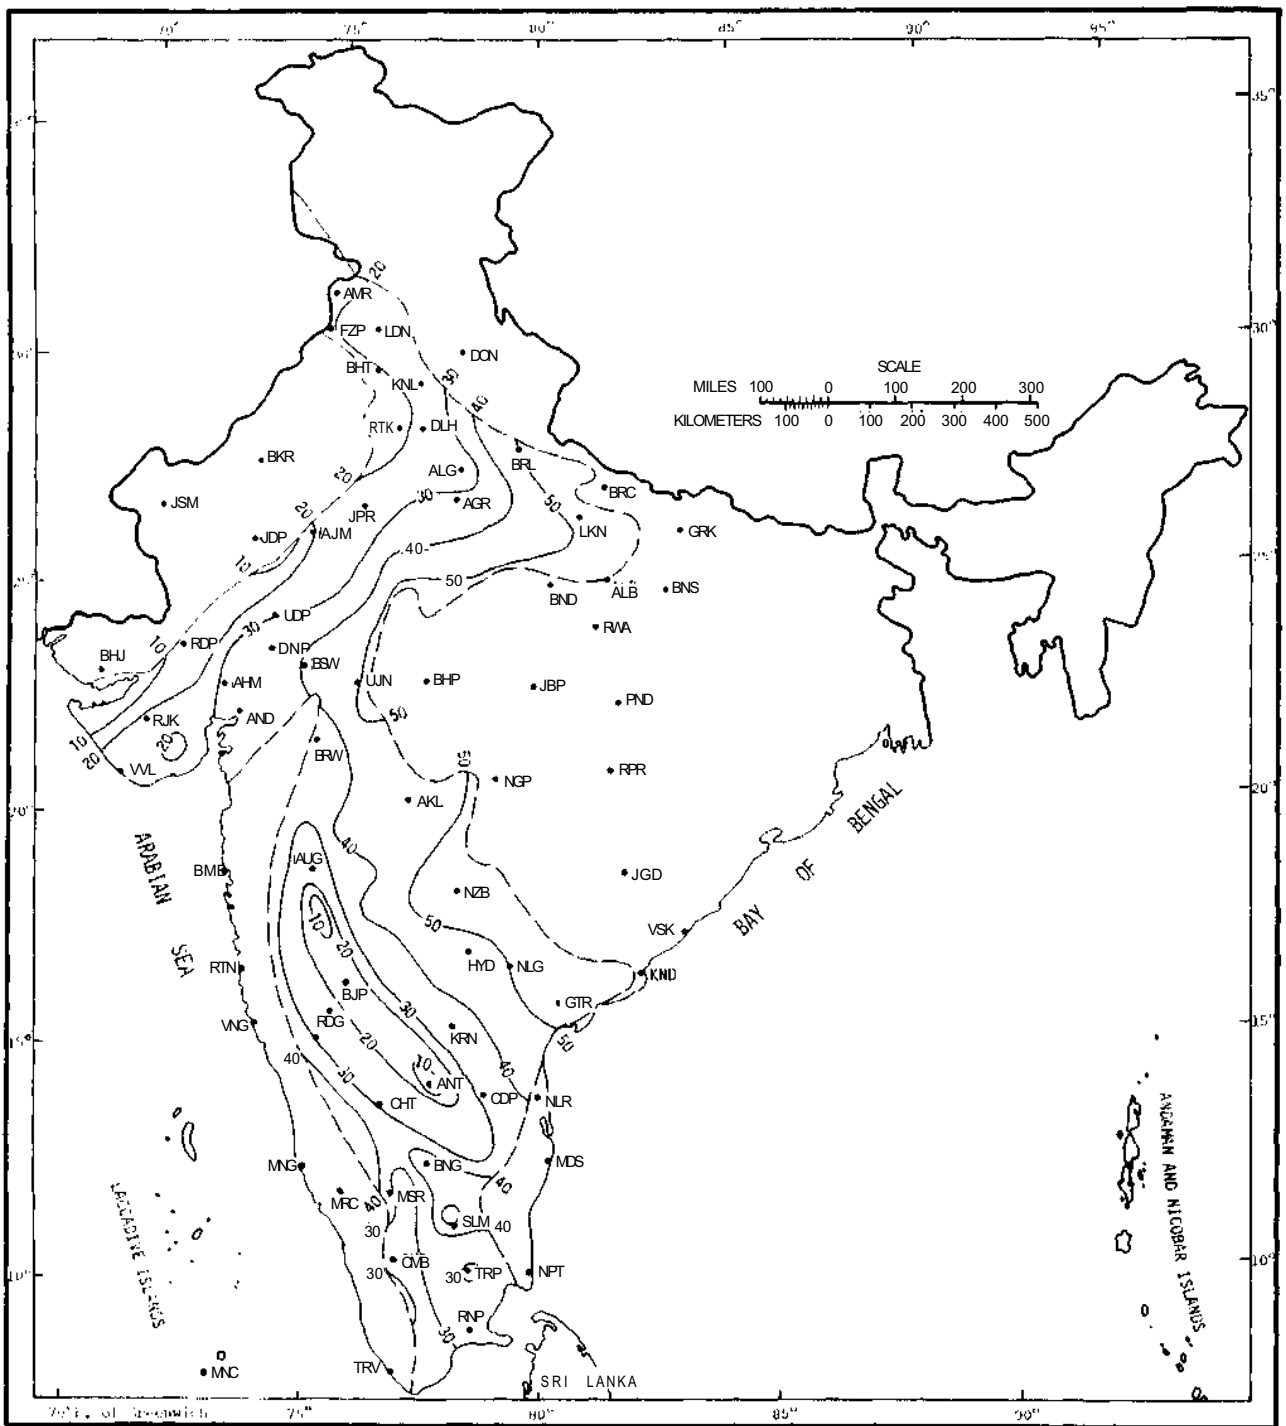 70°
75°
80°
85°
90°
95°
35°
20
AMR
FZP
LDN
30°
DON
BHT
KNL
30
SCALE
MILES 100 0 100 200 300
KILOMETERS 100 0 100 200 300 400 500
40
RTK
DLH
BKR
ALG
BRL
20
30
BRC
JSM
AGR
50
20
JPR
LKN
GRK
JDP
AJM
40
10
50
BND
ALB
BNS
UDP
RWA
30
RDP
DNP
10
BHJ
BSW
AHM
UJN
BHP
JBP
PND
RJK
AND
50
10
20
20
BRW
50
VVL
NGP
RPR
AKL
20°
BAY OF BENGAL
ARABIAN SEA
40
AUG
BMB
JGD
NZB
10
50
VSK
20
HYD
NLG
RTN
KND
BJP
GTR
RDG
30
VNG
KRN
15°
50
20
40
10
40
ANT
30
CDP
NLR
CHT
ANDAMAN AND NICOBAR ISLANDS
MNG
BNG
MDS
40
MRC
40
MSR
SLM
40
30
LACCADIVE ISLANDS
CMB
10°
30
30
TRP
NPT
RNP
30
TRV
MNC
SRI LANKA
75°
80°
85°
90°